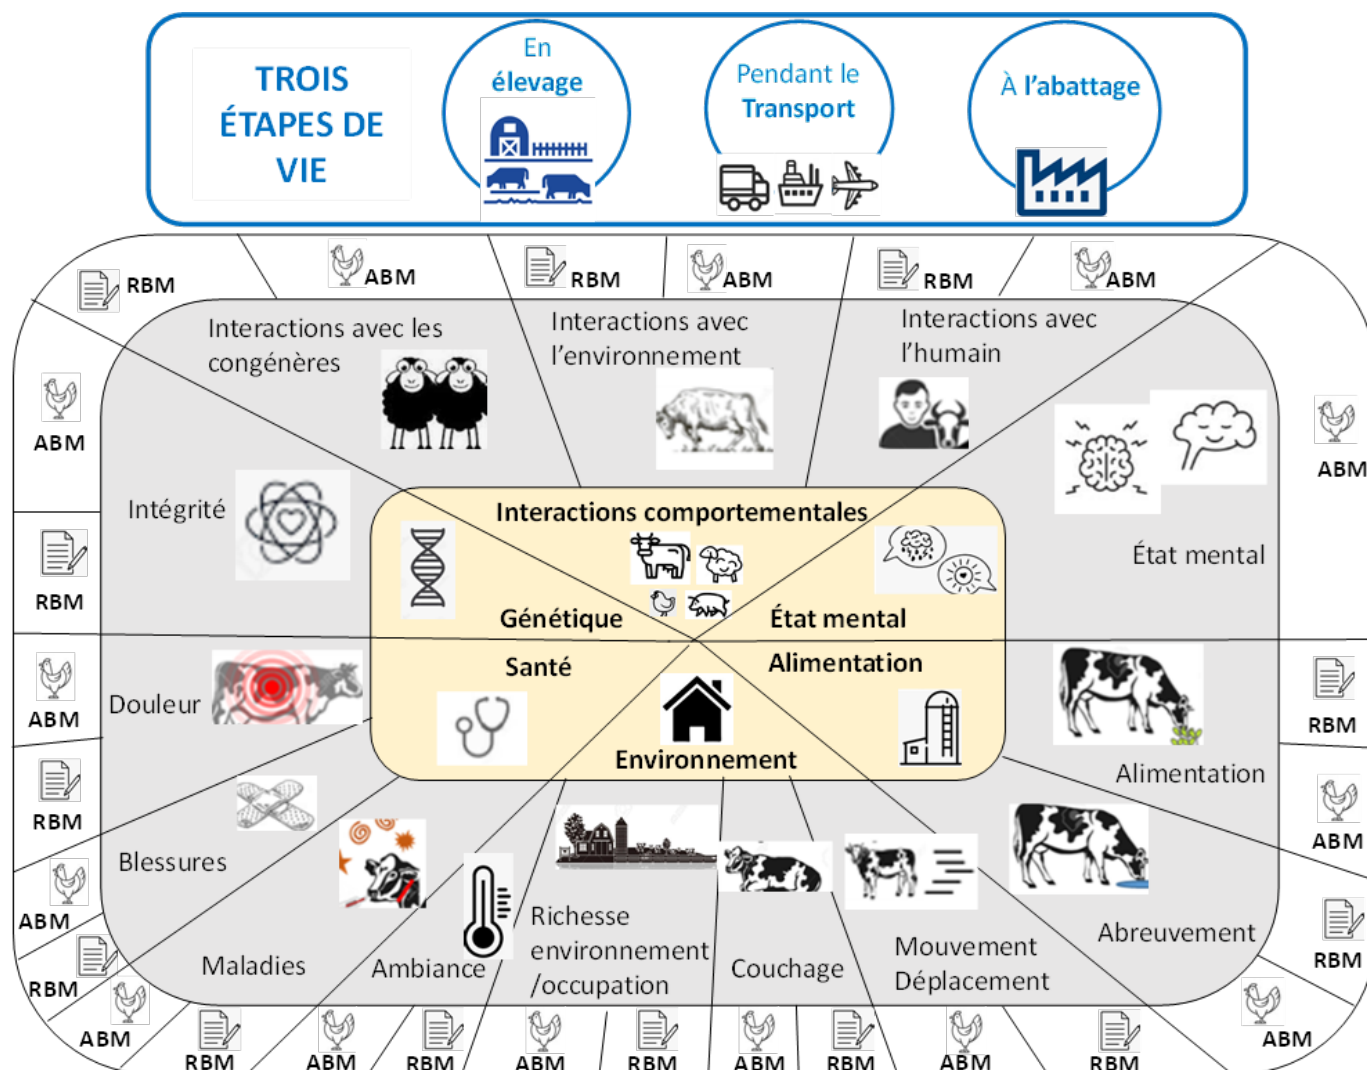 TROIS
ÉTAPES DE
VIE
En
élevage
Pendant le
Transport
À l'abattage
RBM
ABM
RBM
ABM
RBM
ABM
Interactions avec les
congénères
Interactions avec
l'environnement
Interactions avec
l'humain
ABM
ABM
Intégrité
État mental
RBM
Interactions comportementales
Génétique
État mental
Santé
Alimentation
Environnement
ABM
Douleur
RBM
Alimentation
RBM
ABM
Blessures
ABM
Abreuvement
RBM
Maladies
Ambiance
Richesse
environnement
/occupation
Couchage
Mouvement
Déplacement
RBM
ABM
ABM
RBM
ABM
RBM
ABM
RBM
ABM
RBM
ABM
RBM